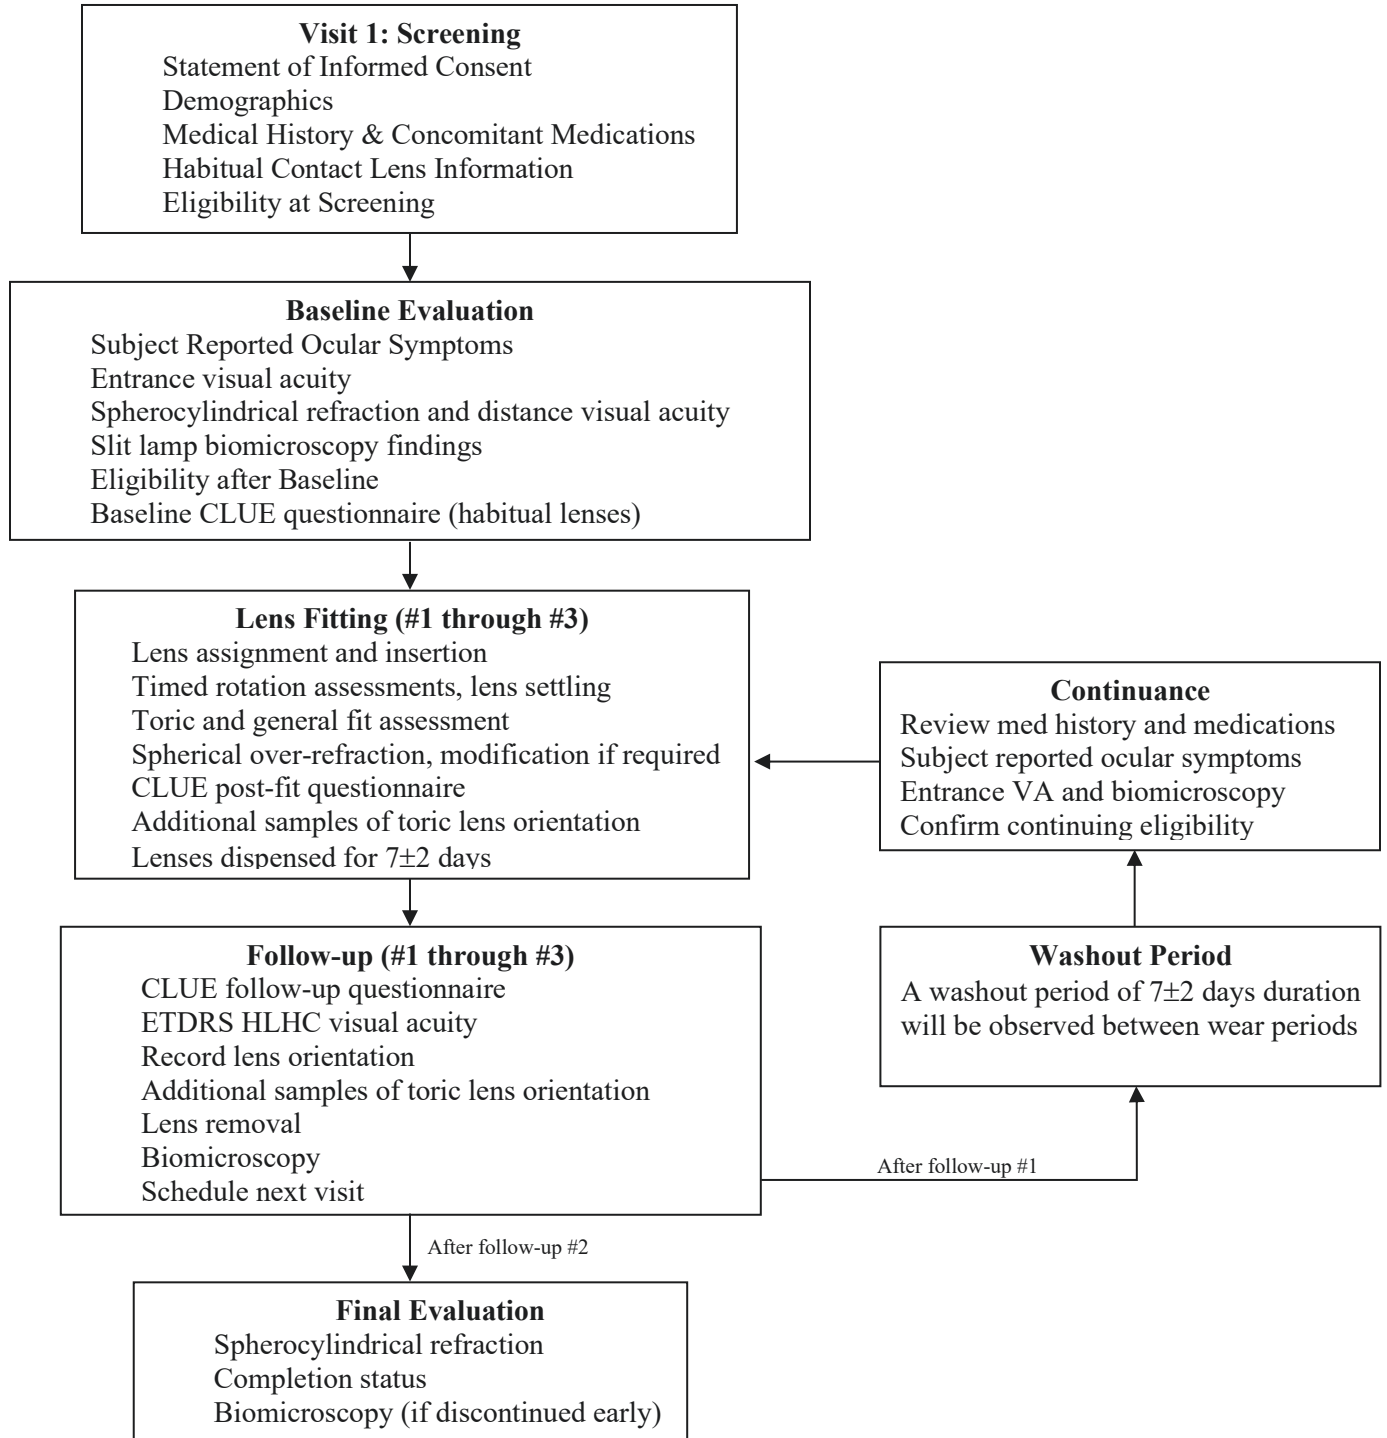 Visit 1: Screening
Statement of Informed Consent
Demographics
Medical History & Concomitant Medications
Habitual Contact Lens Information
Eligibility at Screening
Baseline Evaluation
Subject Reported Ocular Symptoms
Entrance visual acuity
Spherocylindrical refraction and distance visual acuity
Slit lamp biomicroscopy findings
Eligibility after Baseline
Baseline CLUE questionnaire (habitual lenses)
Lens Fitting (#1 through #3)
Lens assignment and insertion
Timed rotation assessments, lens settling
Toric and general fit assessment
Spherical over-refraction, modification if required
CLUE post-fit questionnaire
Additional samples of toric lens orientation
Lenses dispensed for 7±2 days
Continuance
Review med history and medications
Subject reported ocular symptoms
Entrance VA and biomicroscopy
Confirm continuing eligibility
Follow-up (#1 through #3)
CLUE follow-up questionnaire
ETDRS HLHC visual acuity
Record lens orientation
Additional samples of toric lens orientation
Lens removal
Biomicroscopy
Schedule next visit
Washout Period
A washout period of 7±2 days duration
will be observed between wear periods
After follow-up #1
After follow-up #2
Final Evaluation
Spherocylindrical refraction
Completion status
Biomicroscopy (if discontinued early)